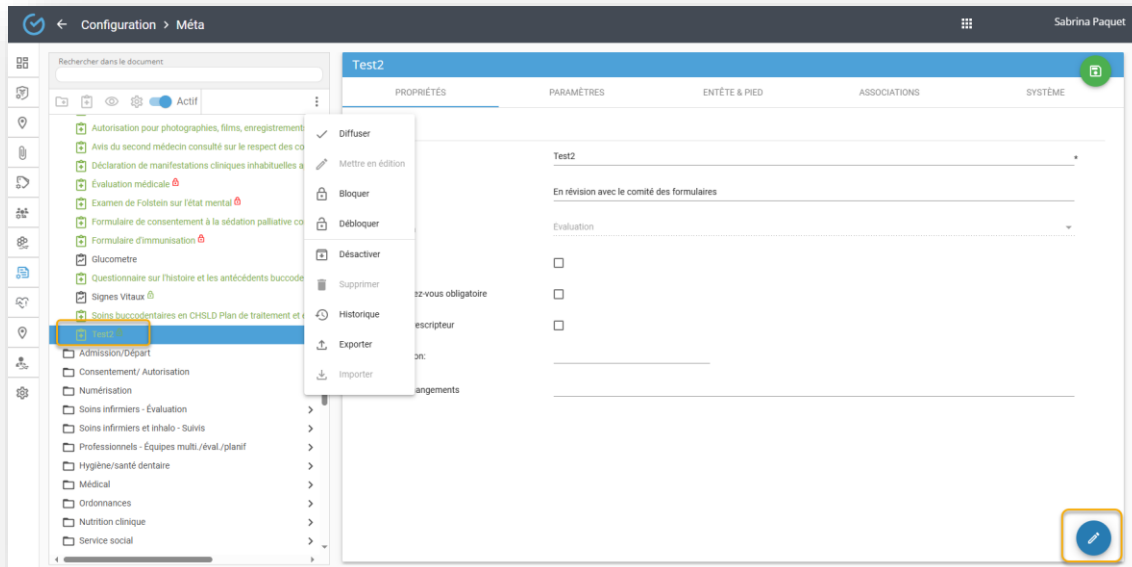 Configuration > Méta
Sabrina Paquet
Rechercher dans le document
Actif
Autorisation pour photographies, films, enregistrement
Avis du second médecin consulté sur le respect des co
Déclaration de manifestations cliniques inhabituelles a
Évaluation médicale
Examen de Folstein sur l'état mental
Formulaire de consentement à la sédation palliative co
Formulaire d'immunisation
Glucometre
Questionnaire sur l'histoire et les antécédents buccode
Signes Vitaux
Soins buccodentaires en CHSLD Plan de traitement et
Test2
Admission/Départ
Consentement/ Autorisation
Numérisation
Soins infirmiers - Évaluation
Soins infirmiers et inhalo - Suivis
Professionnels - Équipes multi./éval./planif
Hygiène/santé dentaire
Médical
Ordonnances
Nutrition clinique
Service social
Diffuser
Mettre en édition
Bloquer
Débloquer
Désactiver
Supprimer
Historique
Exporter
Importer
Test2
PROPRIÉTÉS PARAMÈTRES ENTÊTE & PIED ASSOCIATIONS SYSTÈME
Test2 *
En révision avec le comité des formulaires
Evaluation
ez-vous obligatoire
escripteur
on:
angements